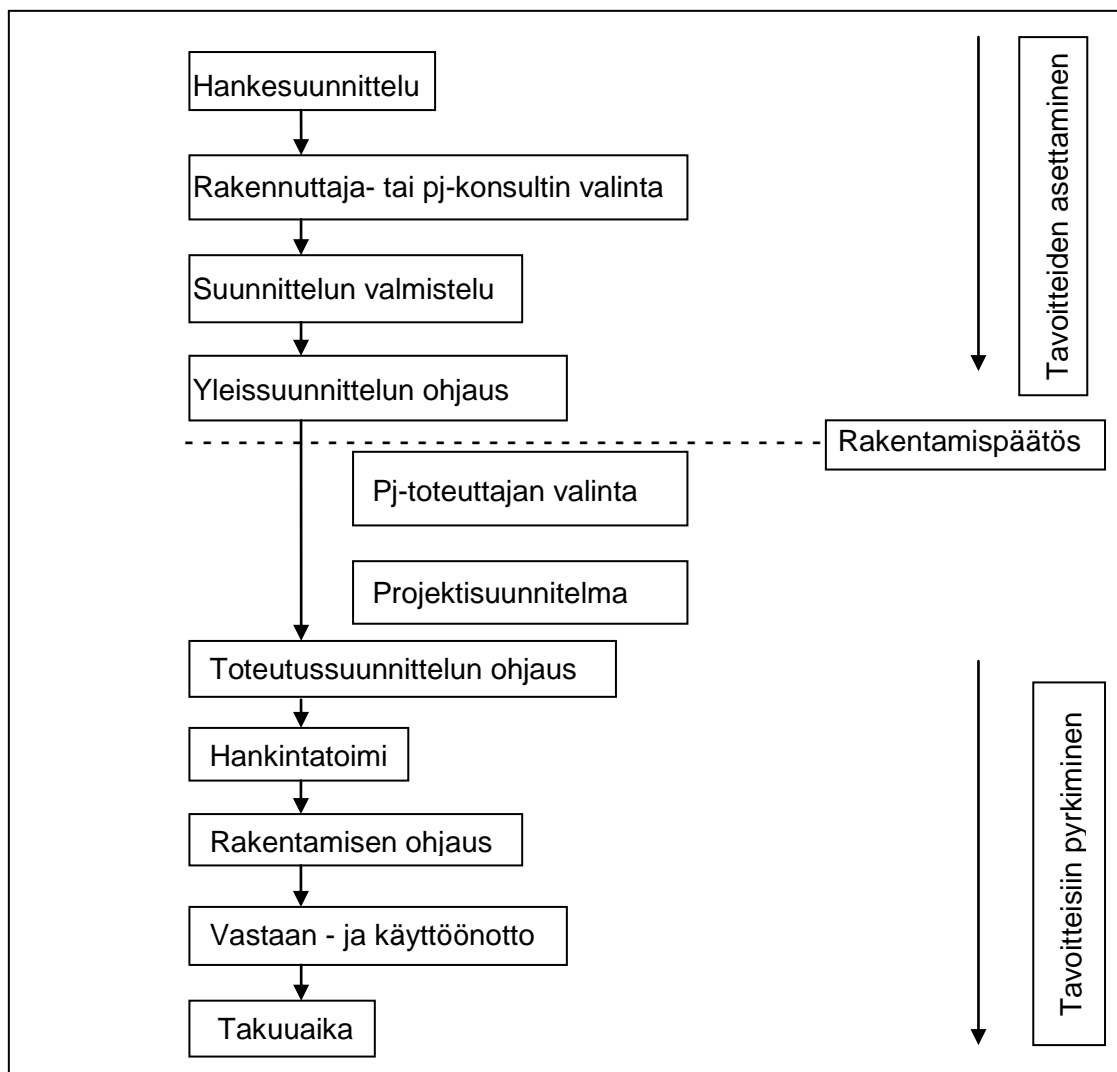 Hankesuunnittelu
Rakennuttaja- tai pj-konsultin valinta
Suunnittelun valmistelu
Yleissuunnittelun ohjaus
Tavoitteiden asettaminen
Rakentamispäätös
Pj-toteuttajan valinta
Projektisuunnitelma
Toteutussuunnittelun ohjaus
Hankintatoimi
Rakentamisen ohjaus
Vastaan - ja käyttöönotto
Takuuaika
Tavoitteisiin pyrkiminen